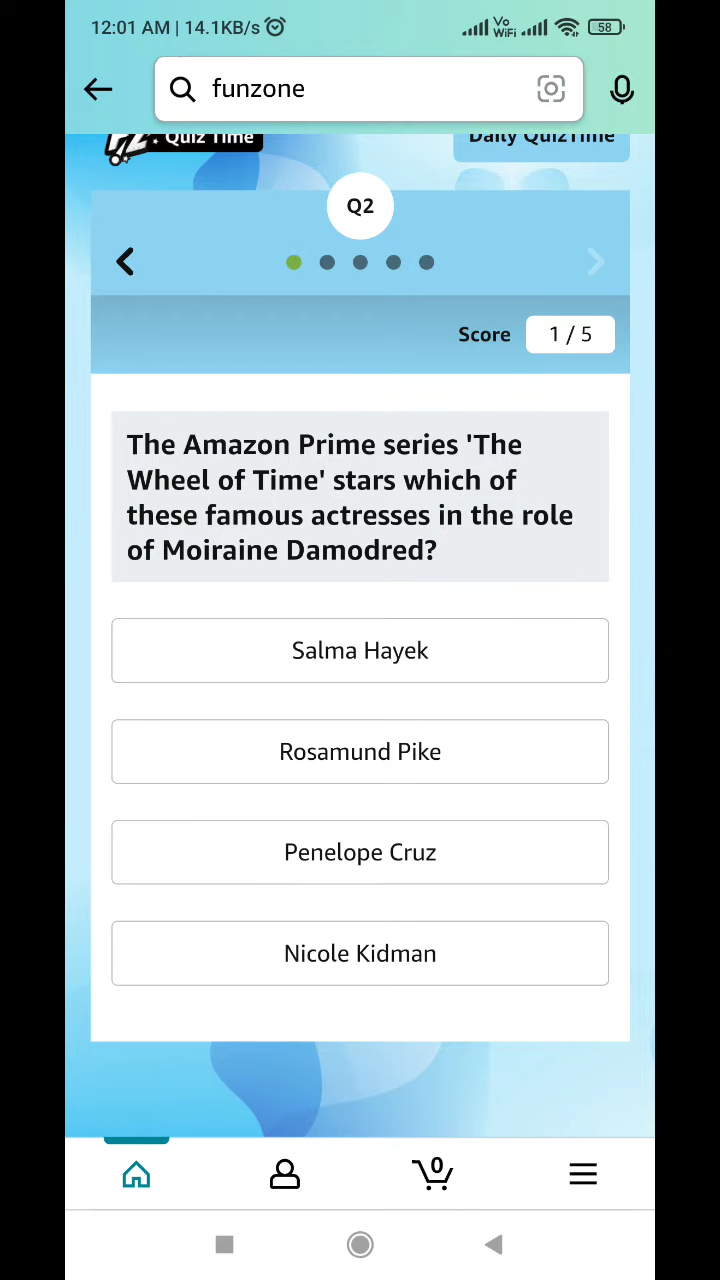 12:01 AM | 14.1KB/s
Vo
WiFi
58
funzone
Quiz Time
Daily QuizTime
Q2
Score 1 / 5
The Amazon Prime series 'The
Wheel of Time' stars which of
these famous actresses in the role
of Moiraine Damodred?
Salma Hayek
Rosamund Pike
Penelope Cruz
Nicole Kidman
0